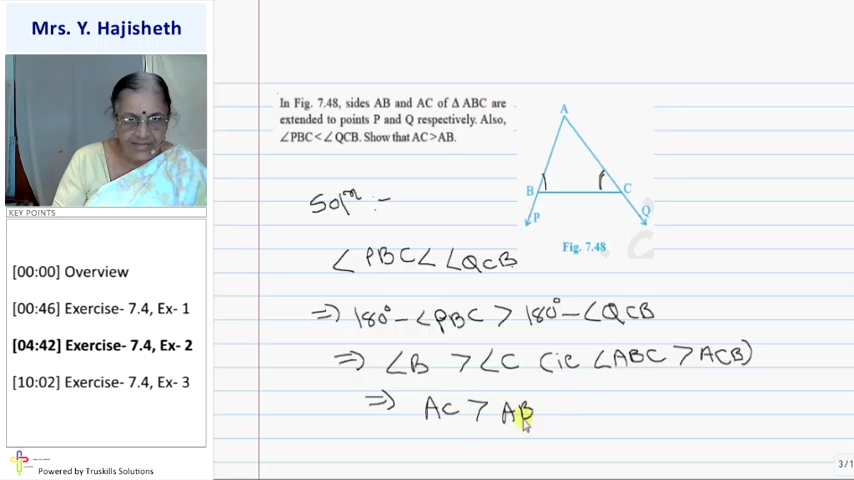 Mrs. Y. Hajisheth
KEY POINTS
[00:00] Overview
[00:46] Exercise- 7.4, Ex- 1
[04:42] Exercise- 7.4, Ex- 2
[10:02] Exercise- 7.4, Ex- 3
Powered by Truskills Solutions
In Fig. 7.48, sides AB and AC of Δ ABC are
extended to points P and Q respectively. Also,
∠PBC < ∠ QCB. Show that AC > AB.
A
B
C
P
Q
Fig. 7.48
Solⁿ :-
∠PBC < ∠QCB
⇒ 180° - ∠PBC > 180° - ∠QCB
⇒ ∠B > ∠C (ie ∠ABC > ACB)
⇒ AC > AB
3/1